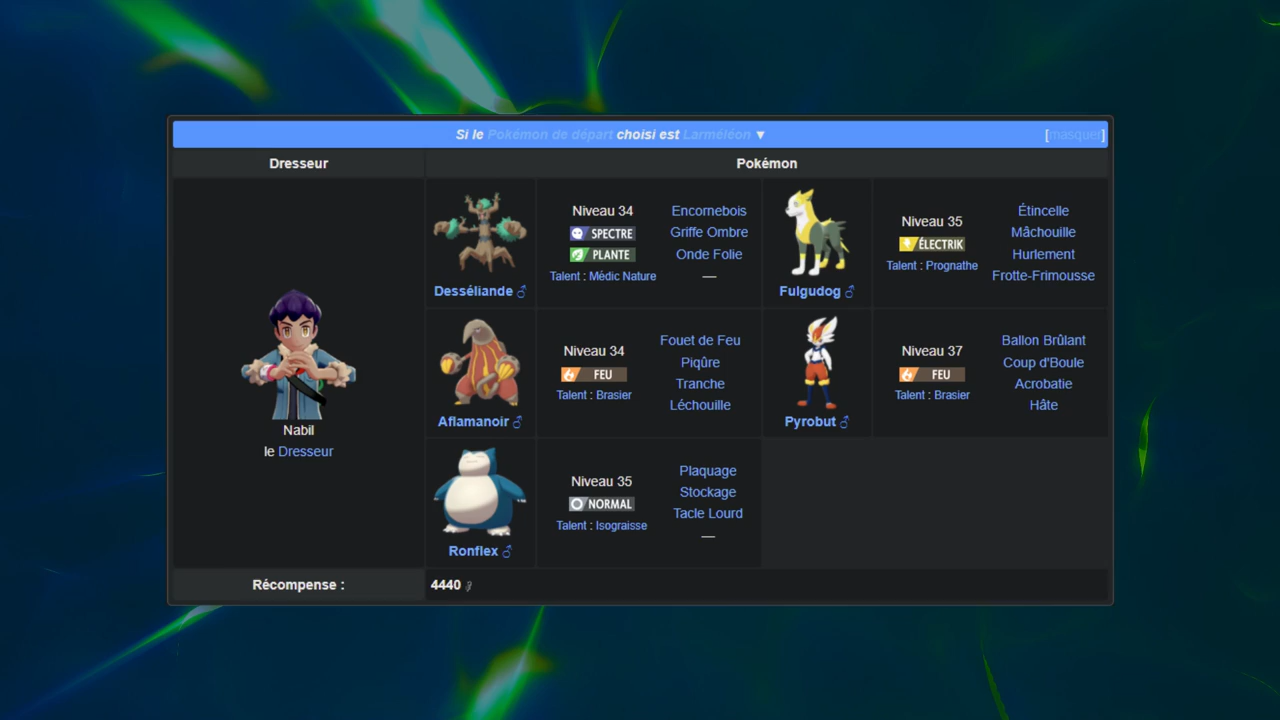 Si le Pokémon de départ choisi est Larméléon ▼ [masquer]
Dresseur
Pokémon
Nabil
le Dresseur
Desséliande ♂
Niveau 34
SPECTRE
PLANTE
Talent : Médic Nature
Encornebois
Griffe Ombre
Onde Folie
—
Fulgudog ♂
Niveau 35
ÉLECTRIK
Talent : Prognathe
Étincelle
Mâchouille
Hurlement
Frotte-Frimousse
Aflamanoir ♂
Niveau 34
FEU
Talent : Brasier
Fouet de Feu
Piqûre
Tranche
Léchouille
Pyrobut ♂
Niveau 37
FEU
Talent : Brasier
Ballon Brûlant
Coup d'Boule
Acrobatie
Hâte
Ronflex ♂
Niveau 35
NORMAL
Talent : Isograisse
Plaquage
Stockage
Tacle Lourd
—
Récompense :
4440